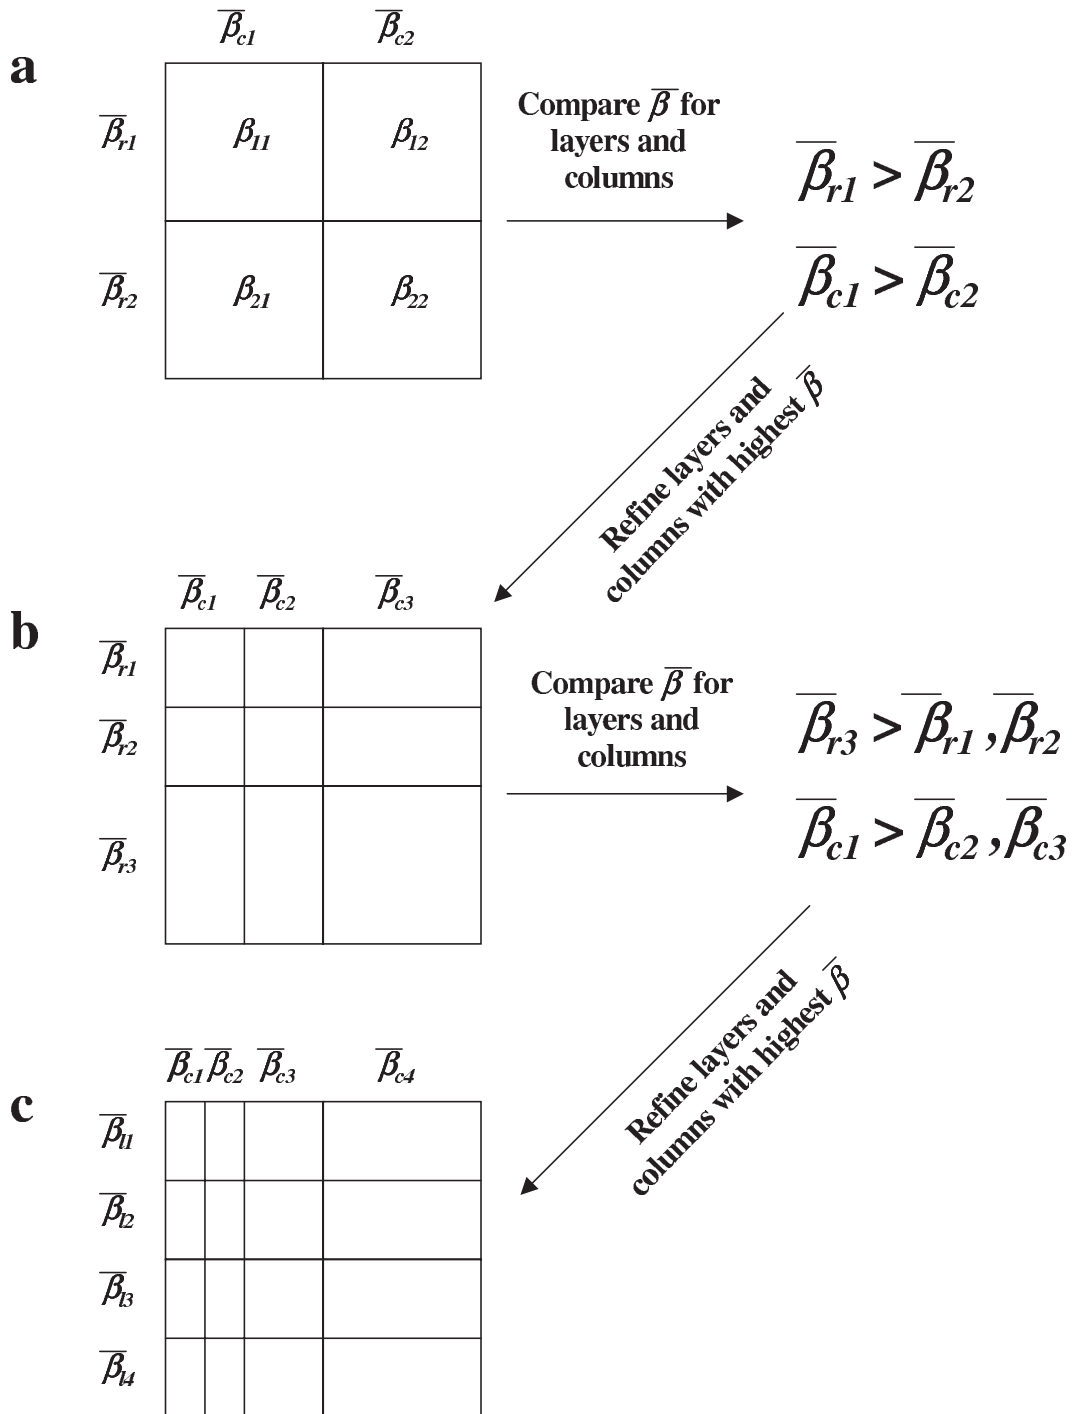 β̅c1 β̅c2
a
β̅r1 β11 β12
β̅r2 β21 β22
Compare β̅ for
layers and
columns
β̅r1 > β̅r2
β̅c1 > β̅c2
Refine layers and
columns with highest β̅
β̅c1 β̅c2 β̅c3
b
β̅r1
β̅r2
β̅r3
Compare β̅ for
layers and
columns
β̅r3 > β̅r1 , β̅r2
β̅c1 > β̅c2 , β̅c3
Refine layers and
columns with highest β̅
β̅c1 β̅c2 β̅c3 β̅c4
c
β̅l1
β̅l2
β̅l3
β̅l4